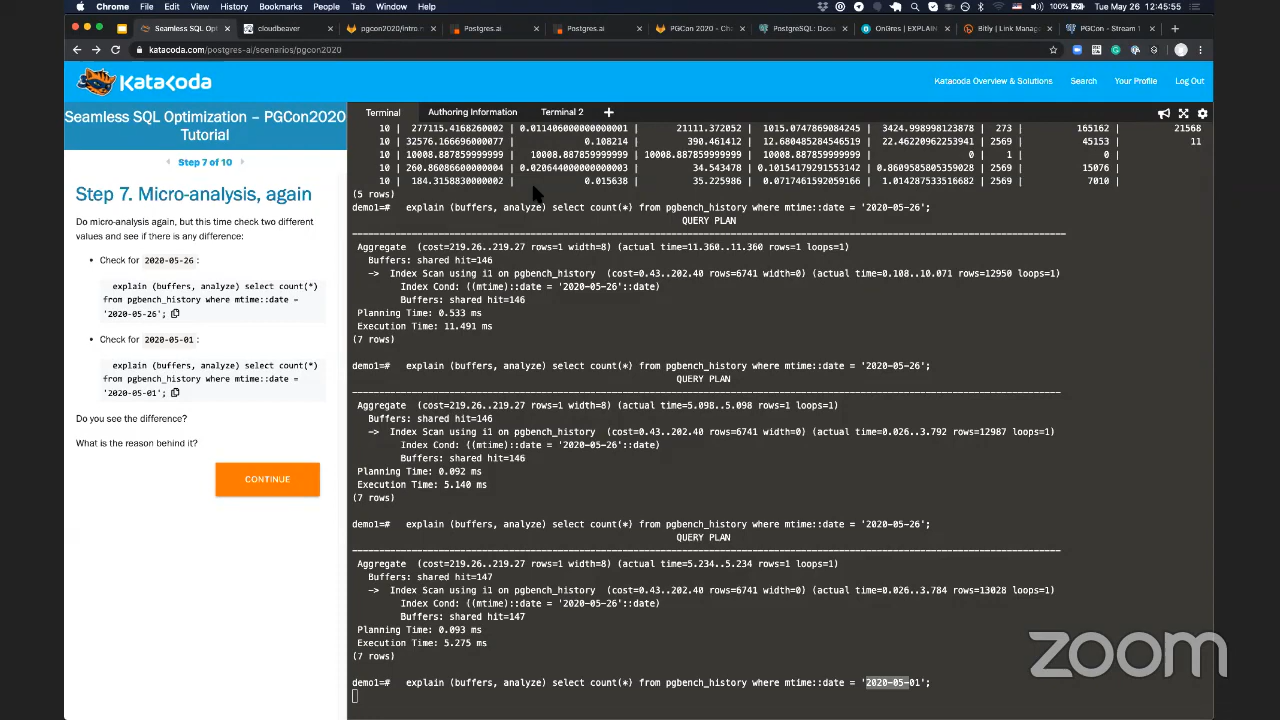 Chrome File Edit View History Bookmarks People Tab Window Help
100% Tue May 26 12:45:55
Seamless SQL Opt
cloudbeaver
pgcon2020/intro.m
Postgres.ai
Postgres.ai
PGCon 2020 - Ch
PostgreSQL: Docu
OnGres | EXPLAIN
Bitly | Link Manag
PGCon - Stream 1
katacoda.com/postgres-ai/scenarios/pgcon2020
Katacoda
Katacoda Overview & Solutions Search Your Profile Log Out
Seamless SQL Optimization – PGCon2020
Tutorial
Step 7 of 10
Step 7. Micro-analysis, again
Do micro-analysis again, but this time check two different
values and see if there is any difference:
• Check for 2020-05-26 :
explain (buffers, analyze) select count(*)
from pgbench_history where mtime::date =
'2020-05-26';
• Check for 2020-05-01 :
explain (buffers, analyze) select count(*)
from pgbench_history where mtime::date =
'2020-05-01';
Do you see the difference?
What is the reason behind it?
CONTINUE
Terminal Authoring Information Terminal 2 +
10 | 277115.4168260002 | 0.011406000000000001 | 21111.372052 | 1015.0747869084245 | 3424.998998123878 | 273 | 165162 | 21568
10 | 32576.166696000077 | 0.108214 | 390.461412 | 12.680485284546519 | 22.46220962253941 | 2569 | 45153 | 11
10 | 10008.887859999999 | 10008.887859999999 | 10008.887859999999 | 10008.887859999999 | 0 | 1 | 0 |
10 | 260.86086600000004 | 0.020644000000000003 | 34.543478 | 0.10154179291553142 | 0.8609585805359028 | 2569 | 15076 |
10 | 184.3158830000002 | 0.015638 | 35.225986 | 0.0717461592059166 | 1.014287533516682 | 2569 | 7010 |
(5 rows)
demo1=# explain (buffers, analyze) select count(*) from pgbench_history where mtime::date = '2020-05-26';
QUERY PLAN
Aggregate (cost=219.26..219.27 rows=1 width=8) (actual time=11.360..11.360 rows=1 loops=1)
Buffers: shared hit=146
-> Index Scan using i1 on pgbench_history (cost=0.43..202.40 rows=6741 width=0) (actual time=0.108..10.071 rows=12950 loops=1)
Index Cond: ((mtime)::date = '2020-05-26'::date)
Buffers: shared hit=146
Planning Time: 0.533 ms
Execution Time: 11.491 ms
(7 rows)
demo1=# explain (buffers, analyze) select count(*) from pgbench_history where mtime::date = '2020-05-26';
QUERY PLAN
Aggregate (cost=219.26..219.27 rows=1 width=8) (actual time=5.098..5.098 rows=1 loops=1)
Buffers: shared hit=146
-> Index Scan using i1 on pgbench_history (cost=0.43..202.40 rows=6741 width=0) (actual time=0.026..3.792 rows=12987 loops=1)
Index Cond: ((mtime)::date = '2020-05-26'::date)
Buffers: shared hit=146
Planning Time: 0.092 ms
Execution Time: 5.140 ms
(7 rows)
demo1=# explain (buffers, analyze) select count(*) from pgbench_history where mtime::date = '2020-05-26';
QUERY PLAN
Aggregate (cost=219.26..219.27 rows=1 width=8) (actual time=5.234..5.234 rows=1 loops=1)
Buffers: shared hit=147
-> Index Scan using i1 on pgbench_history (cost=0.43..202.40 rows=6741 width=0) (actual time=0.026..3.784 rows=13028 loops=1)
Index Cond: ((mtime)::date = '2020-05-26'::date)
Buffers: shared hit=147
Planning Time: 0.093 ms
Execution Time: 5.275 ms
(7 rows)
demo1=# explain (buffers, analyze) select count(*) from pgbench_history where mtime::date = '2020-05-01';
zoom